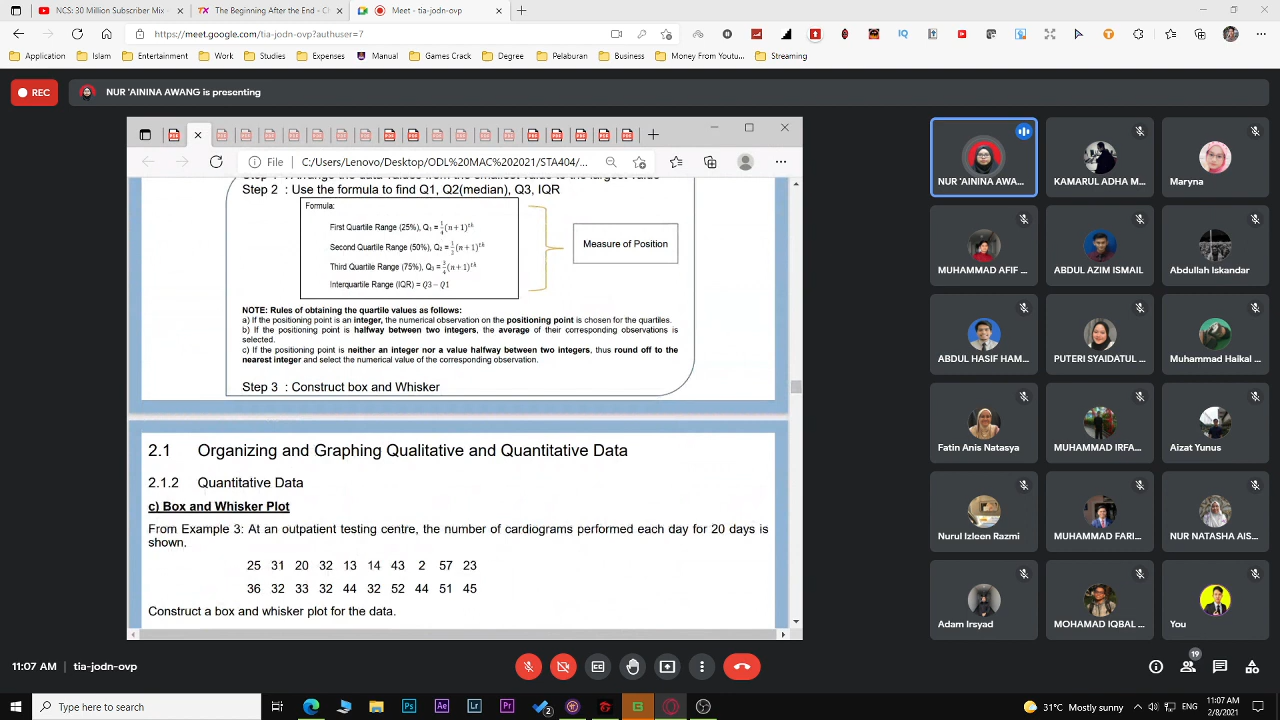 NCS: 30 Million Subscriber Mix -
The Beginning After the End - C
Meet - tia-jodn-ovp
https://meet.google.com/tia-jodn-ovp?authuser=7
Application
Islam
Entertaiment
Work
Studies
Expenses
Manual
Games Crack
Degree
Pelaburan
Business
Money From Youtu...
REC
NUR 'AININA AWANG is presenting
File
C:/Users/Lenovo/Desktop/ODL%20MAC%202021/STA404/...
Step 2 : Use the formula to find Q1, Q2(median), Q3, IQR
Formula:
First Quartile Range (25%), Q₁ = 1/4 (n + 1)ᵗʰ
Second Quartile Range (50%), Q₂ = 1/2 (n + 1)ᵗʰ
Third Quartile Range (75%), Q₃ = 3/4 (n + 1)ᵗʰ
Interquartile Range (IQR) = Q3 – Q1
Measure of Position
NOTE: Rules of obtaining the quartile values as follows:
a) If the positioning point is an integer, the numerical observation on the positioning point is chosen for the quartiles.
b) If the positioning point is halfway between two integers, the average of their corresponding observations is
selected.
c) If the positioning point is neither an integer nor a value halfway between two integers, thus round off to the
nearest integer and select the numerical value of the corresponding observation.
Step 3 : Construct box and Whisker
2.1 Organizing and Graphing Qualitative and Quantitative Data
2.1.2 Quantitative Data
c) Box and Whisker Plot
From Example 3: At an outpatient testing centre, the number of cardiograms performed each day for 20 days is
shown.
25 31 20 32 13 14 43 2 57 23
36 32 33 32 44 32 52 44 51 45
Construct a box and whisker plot for the data.
NUR 'AININA AWA...
KAMARUL ADHA M...
Maryna
MUHAMMAD AFIF ...
ABDUL AZIM ISMAIL
Abdullah Iskandar
ABDUL HASIF HAM...
PUTERI SYAIDATUL ...
Muhammad Haikal ...
Fatin Anis Natasya
MUHAMMAD IRFA...
Aizat Yunus
Nurul Izleen Razmi
MUHAMMAD FARI...
NUR NATASHA AIS...
Adam Irsyad
MOHAMAD IQBAL ...
You
11:07 AM | tia-jodn-ovp
19
Type here to search
Ps
Ae
Lr
Pr
2
31°C Mostly sunny
ENG
11:07 AM
2/8/2021